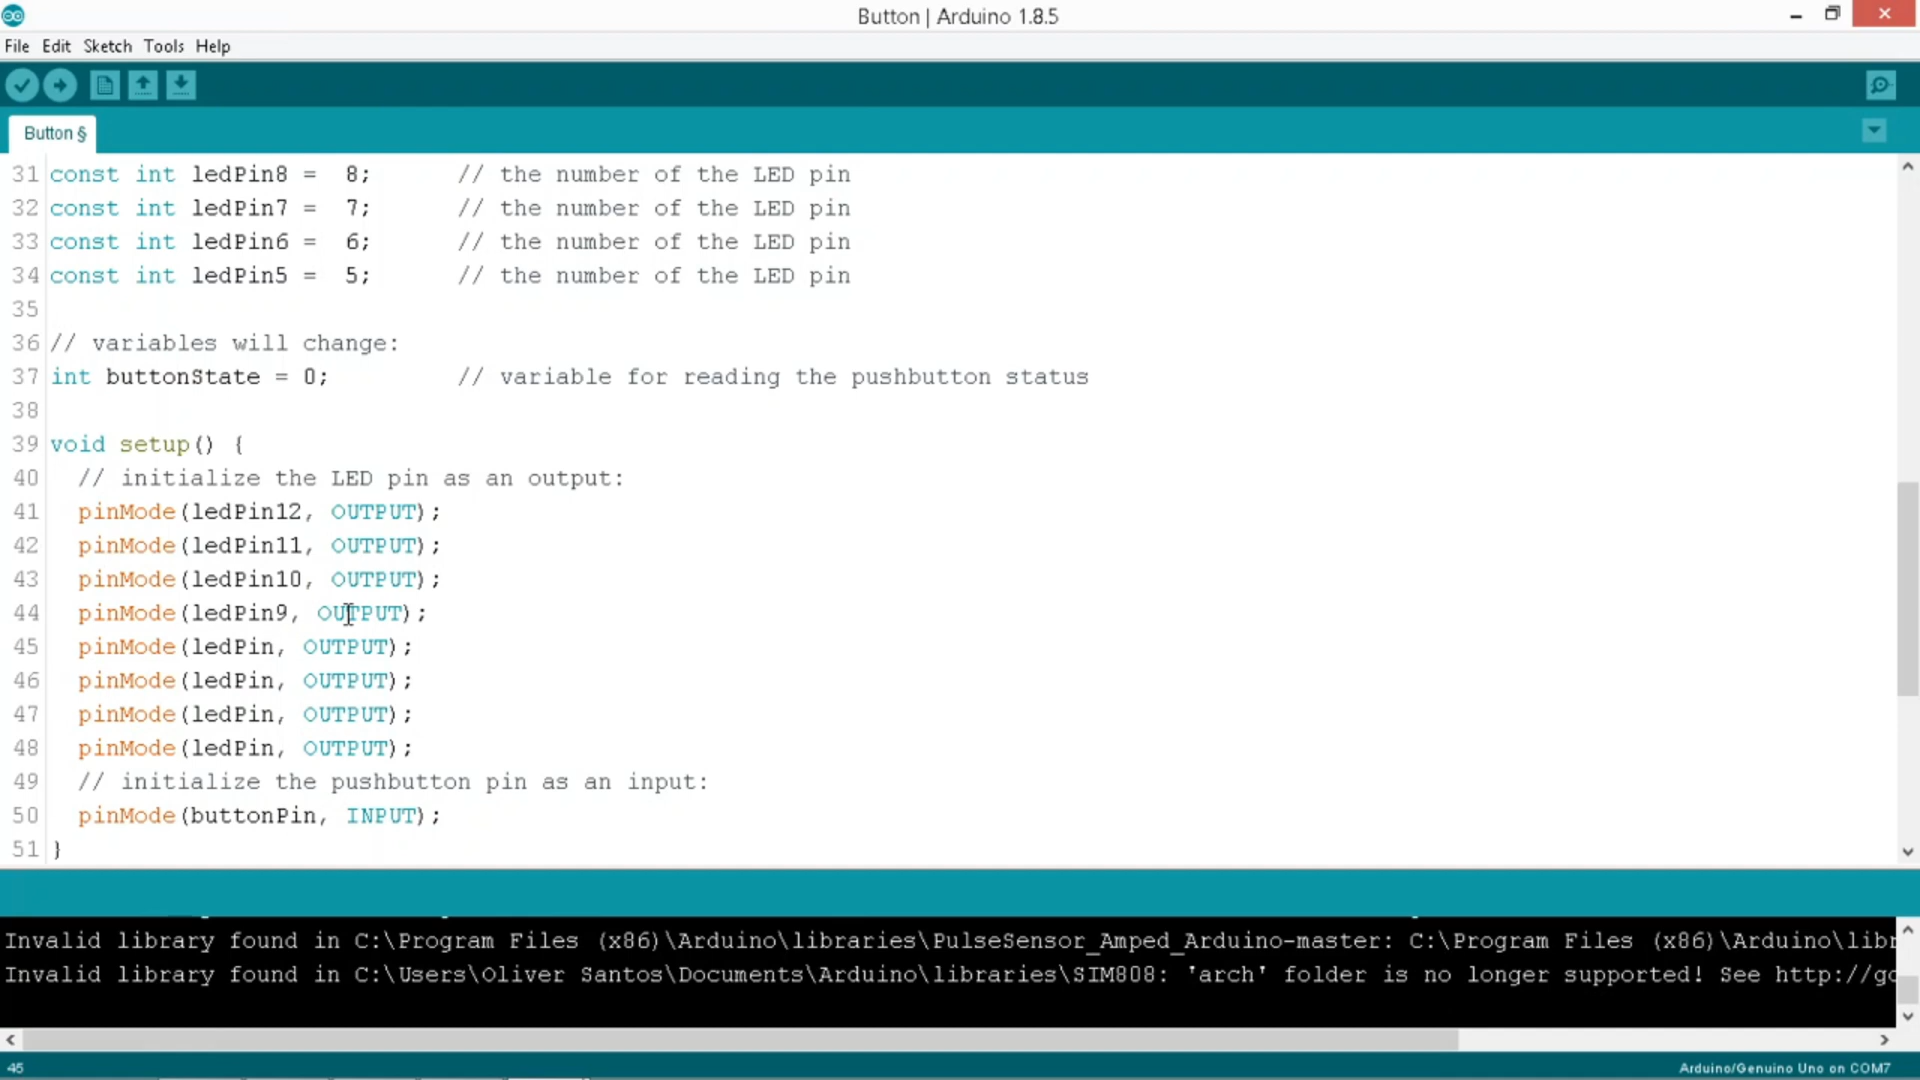 Button | Arduino 1.8.5
File Edit Sketch Tools Help
Button §
31 const int ledPin8 =  8;      // the number of the LED pin
32 const int ledPin7 =  7;      // the number of the LED pin
33 const int ledPin6 =  6;      // the number of the LED pin
34 const int ledPin5 =  5;      // the number of the LED pin
35
36 // variables will change:
37 int buttonState = 0;         // variable for reading the pushbutton status
38
39 void setup() {
40   // initialize the LED pin as an output:
41   pinMode(ledPin12, OUTPUT);
42   pinMode(ledPin11, OUTPUT);
43   pinMode(ledPin10, OUTPUT);
44   pinMode(ledPin9, OUTPUT);
45   pinMode(ledPin, OUTPUT);
46   pinMode(ledPin, OUTPUT);
47   pinMode(ledPin, OUTPUT);
48   pinMode(ledPin, OUTPUT);
49   // initialize the pushbutton pin as an input:
50   pinMode(buttonPin, INPUT);
51 }
Invalid library found in C:\Program Files (x86)\Arduino\libraries\PulseSensor_Amped_Arduino-master: C:\Program Files (x86)\Arduino\libr
Invalid library found in C:\Users\Oliver Santos\Documents\Arduino\libraries\SIM808: 'arch' folder is no longer supported! See http://go
45 Arduino/Genuino Uno on COM7